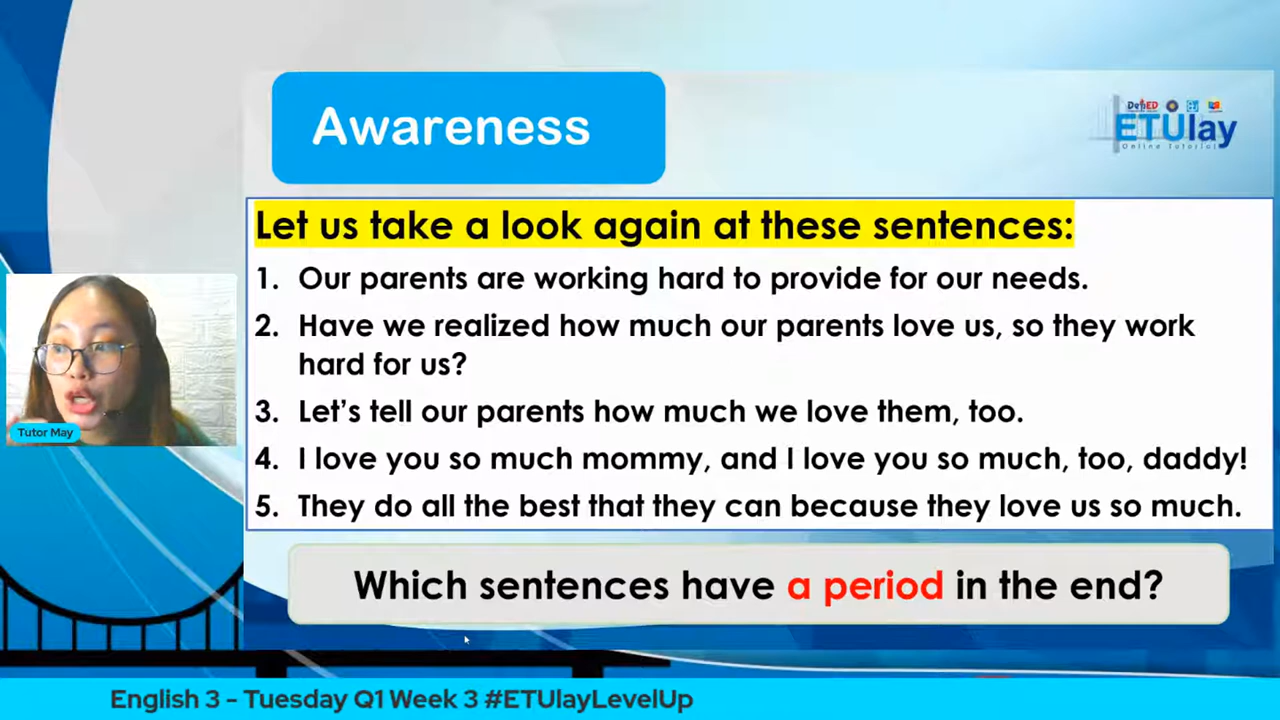 Awareness
DepED
ETUlay
Online Tutorial
Let us take a look again at these sentences:
1. Our parents are working hard to provide for our needs.
2. Have we realized how much our parents love us, so they work
hard for us?
3. Let's tell our parents how much we love them, too.
4. I love you so much mommy, and I love you so much, too, daddy!
5. They do all the best that they can because they love us so much.
Tutor May
Which sentences have a period in the end?
English 3 - Tuesday Q1 Week 3 #ETUlayLevelUp